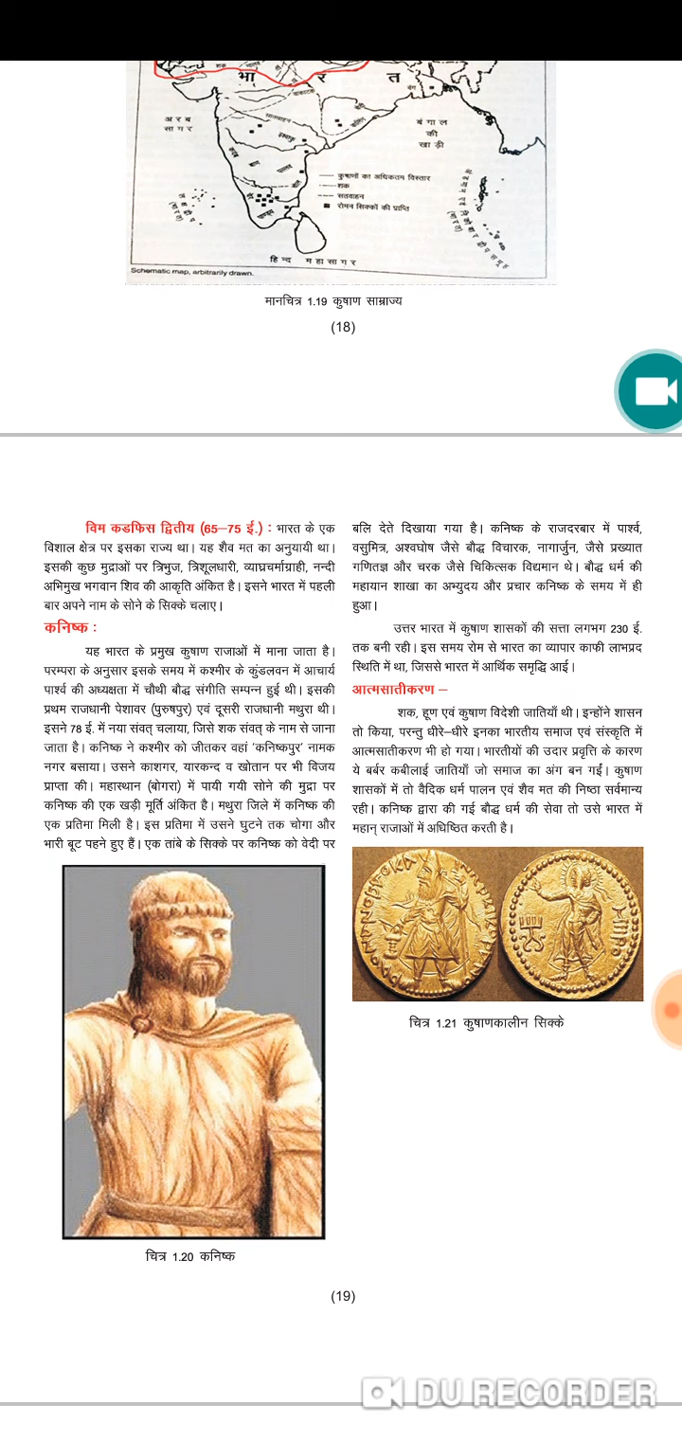 भा र त
अरब
सागर
बंगाल
की
खाड़ी
कुषाणों का अधिकतम विस्तार
शक
सतवाहन
रोमन सिक्कों की प्राप्ति
हिन्द महासागर
Schematic map, arbitrarily drawn.
मानचित्र 1.19 कुषाण साम्राज्य
(18)
विम कडफिस द्वितीय (65–75 ई.) : भारत के एक
विशाल क्षेत्र पर इसका राज्य था। यह शैव मत का अनुयायी था।
इसकी कुछ मुद्राओं पर त्रिभुज, त्रिशूलधारी, व्याघ्रचर्माग्राही, नन्दी
अभिमुख भगवान शिव की आकृति अंकित है। इसने भारत में पहली
बार अपने नाम के सोने के सिक्के चलाए।
कनिष्क :
यह भारत के प्रमुख कुषाण राजाओं में माना जाता है।
परम्परा के अनुसार इसके समय में कश्मीर के कुंडलवन में आचार्य
पार्श्व की अध्यक्षता में चौथी बौद्ध संगीति सम्पन्न हुई थी। इसकी
प्रथम राजधानी पेशावर (पुरुषपुर) एवं दूसरी राजधानी मथुरा थी।
इसने 78 ई. में नया संवत् चलाया, जिसे शक संवत् के नाम से जाना
जाता है। कनिष्क ने कश्मीर को जीतकर वहां 'कनिष्कपुर' नामक
नगर बसाया। उसने काशगर, यारकन्द व खोतान पर भी विजय
प्राप्ता की। महास्थान (बोगरा) में पायी गयी सोने की मुद्रा पर
कनिष्क की एक खड़ी मूर्ति अंकित है। मथुरा जिले में कनिष्क की
एक प्रतिमा मिली है। इस प्रतिमा में उसने घुटने तक चोगा और
भारी बूट पहने हुए हैं। एक तांबे के सिक्के पर कनिष्क को वेदी पर
चित्र 1.20 कनिष्क
बलि देते दिखाया गया है। कनिष्क के राजदरबार में पार्श्व,
वसुमित्र, अश्वघोष जैसे बौद्ध विचारक, नागार्जुन, जैसे प्रख्यात
गणितज्ञ और चरक जैसे चिकित्सक विद्यमान थे। बौद्ध धर्म की
महायान शाखा का अभ्युदय और प्रचार कनिष्क के समय में ही
हुआ।
उत्तर भारत में कुषाण शासकों की सत्ता लगभग 230 ई.
तक बनी रही। इस समय रोम से भारत का व्यापार काफी लाभप्रद
स्थिति में था, जिससे भारत में आर्थिक समृद्धि आई।
आत्मसातीकरण –
शक, हूण एवं कुषाण विदेशी जातियाँ थी। इन्होंने शासन
तो किया, परन्तु धीरे–धीरे इनका भारतीय समाज एवं संस्कृति में
आत्मसातीकरण भी हो गया। भारतीयों की उदार प्रवृत्ति के कारण
ये बर्बर कबीलाई जातियाँ जो समाज का अंग बन गईं। कुषाण
शासकों में तो वैदिक धर्म पालन एवं शैव मत की निष्ठा सर्वमान्य
रही। कनिष्क द्वारा की गई बौद्ध धर्म की सेवा तो उसे भारत में
महान् राजाओं में अधिष्ठित करती है।
चित्र 1.21 कुषाणकालीन सिक्के
(19)
DU RECORDER